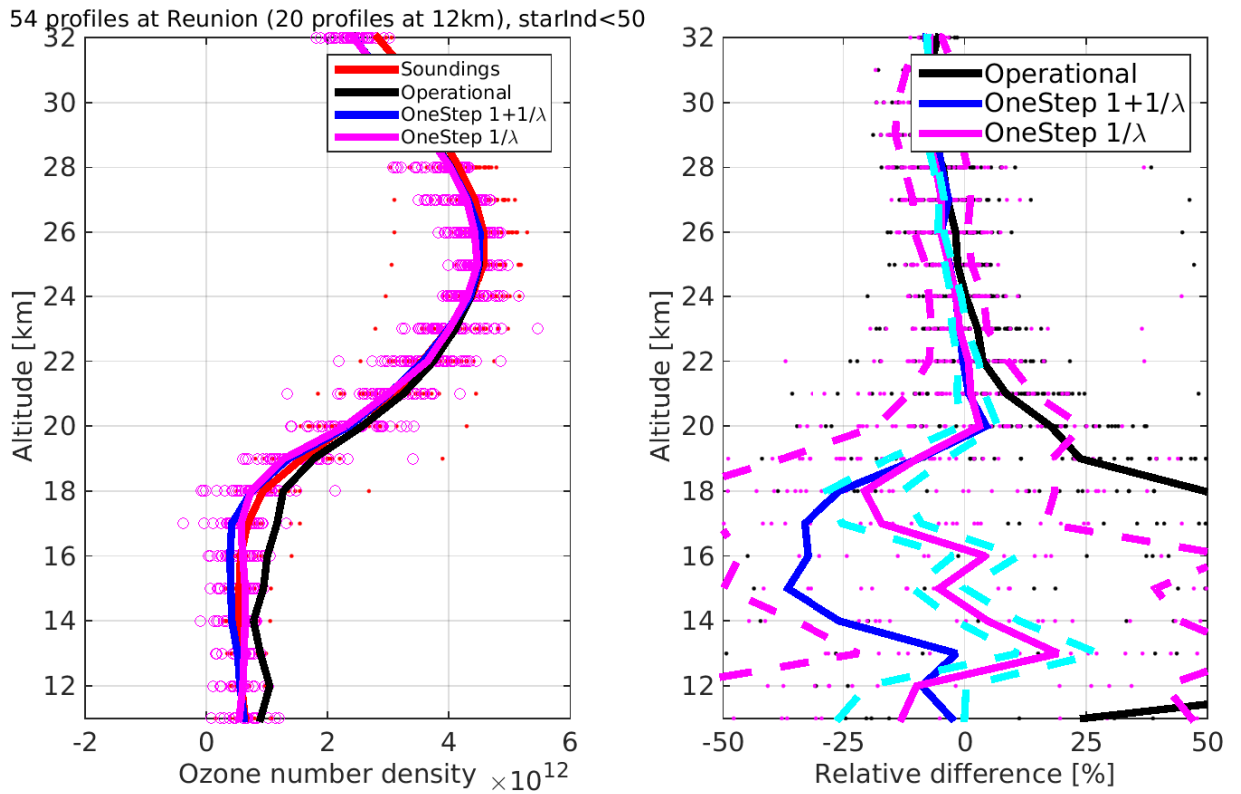 54 profiles at Reunion (20 profiles at 12km), starInd<50
32
30
28
26
24
22
20
18
16
14
12
-2
0
2
4
6
Altitude [km]
Ozone number density
×10^12
Soundings
Operational
OneStep 1+1/λ
OneStep 1/λ
32
30
28
26
24
22
20
18
16
14
12
-50
-25
0
25
50
Altitude [km]
Relative difference [%]
Operational
OneStep 1+1/λ
OneStep 1/λ